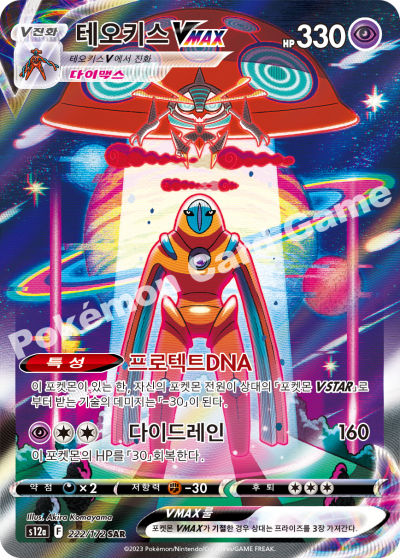 V진화 테오키스 VMAX HP 330
테오키스V에서 진화
다이맥스
Pokémon Card Game
특성 프로텍트DNA
이 포켓몬이 있는 한, 자신의 포켓몬 전원이 상대의 「포켓몬 VSTAR」로
부터 받는 기술의 데미지는 「-30」이 된다.
다이드레인 160
이 포켓몬의 HP를 「30」 회복한다.
약점 ×2 저항력 -30 후퇴
Illus. Akira Komayama
VMAX룰
포켓몬VMAX가 기절한 경우 상대는 프라이즈를 3장 가져간다.
s12a F 222/172 SAR
©2023 Pokémon/Nintendo/Creatures/GAME FREAK.